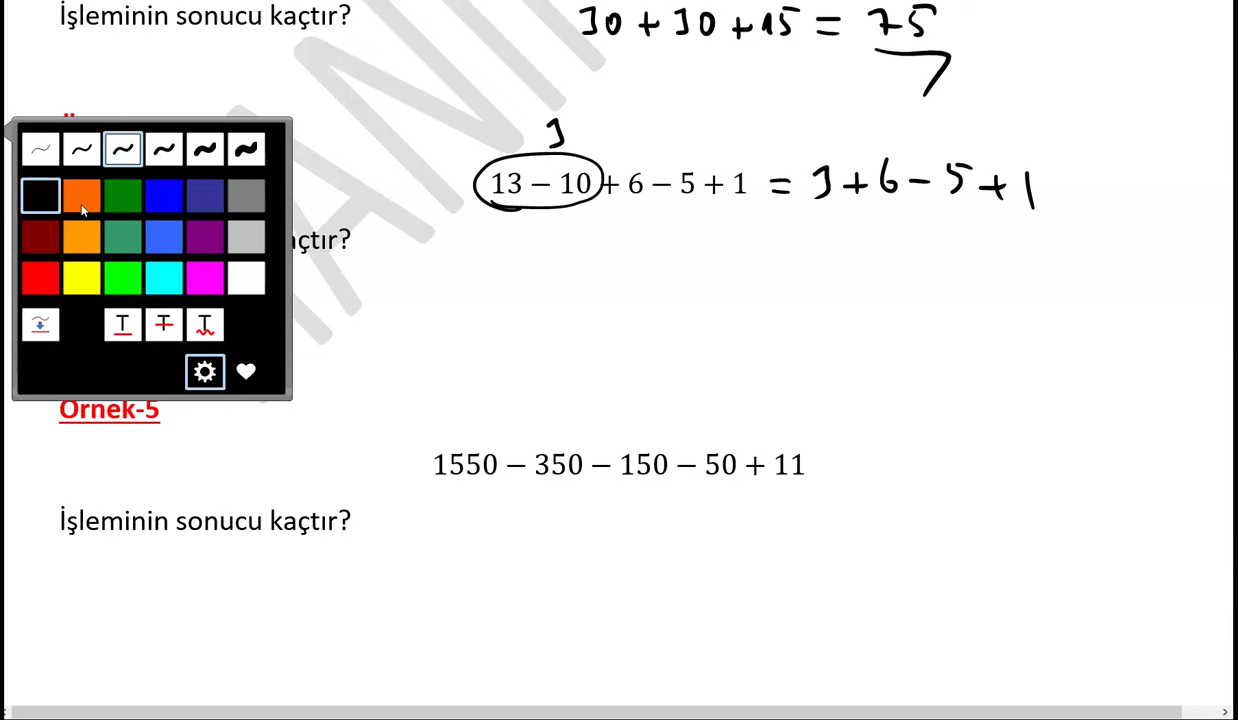 İşleminin sonucu kaçtır?
30 + 30 + 15 = 75
3
13 − 10 + 6 − 5 + 1 = 3 + 6 − 5 + 1
açtır?
Örnek-5
1550 − 350 − 150 − 50 + 11
İşleminin sonucu kaçtır?